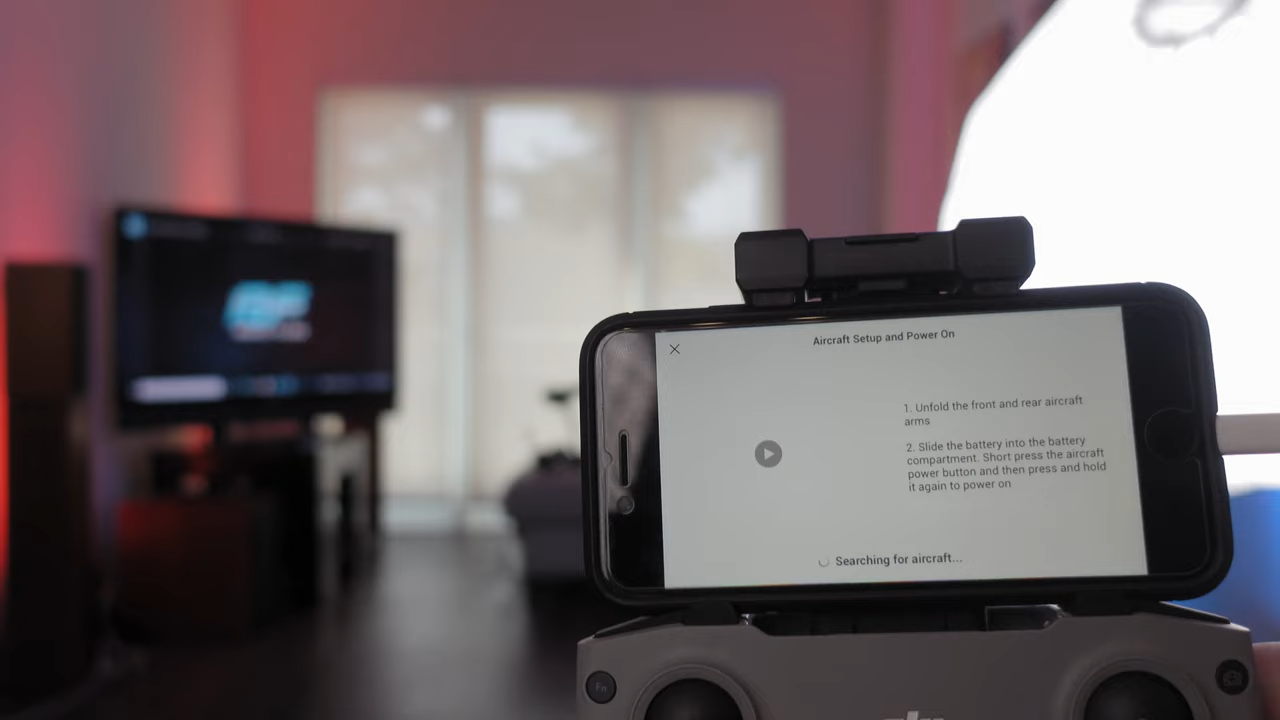 Aircraft Setup and Power On
1. Unfold the front and rear aircraft
arms
2. Slide the battery into the battery
compartment. Short press the aircraft
power button and then press and hold
it again to power on
Searching for aircraft...
Fn
dji